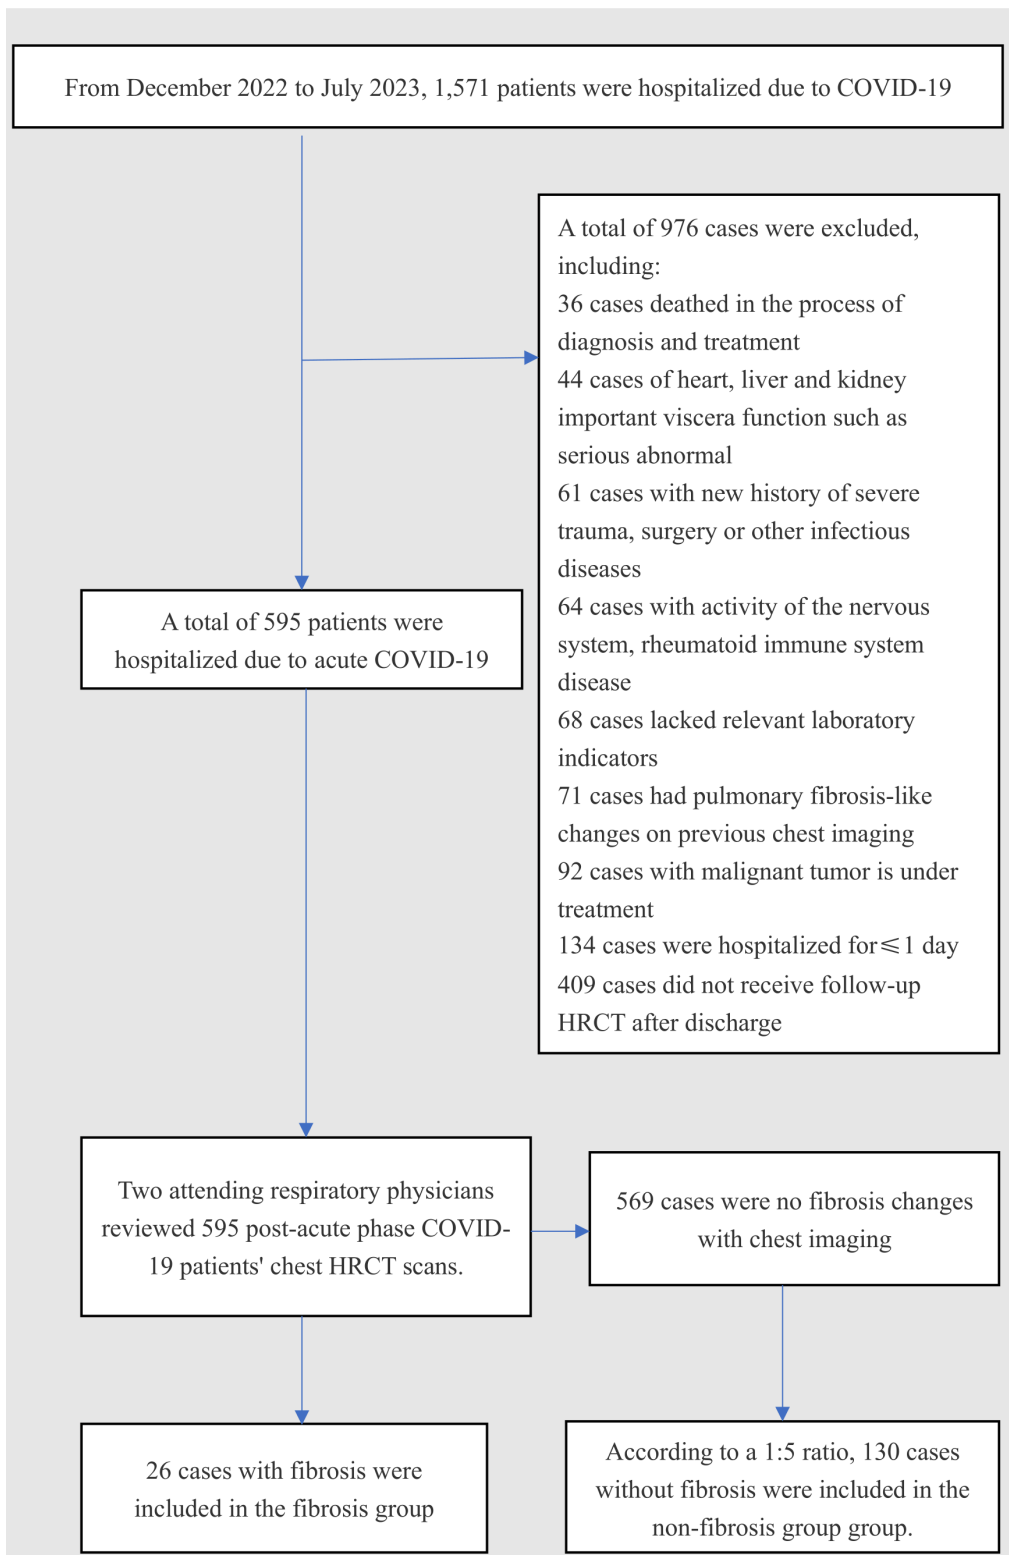 From December 2022 to July 2023, 1,571 patients were hospitalized due to COVID-19
A total of 976 cases were excluded,
including:
36 cases deathed in the process of
diagnosis and treatment
44 cases of heart, liver and kidney
important viscera function such as
serious abnormal
61 cases with new history of severe
trauma, surgery or other infectious
diseases
64 cases with activity of the nervous
system, rheumatoid immune system
disease
68 cases lacked relevant laboratory
indicators
71 cases had pulmonary fibrosis-like
changes on previous chest imaging
92 cases with malignant tumor is under
treatment
134 cases were hospitalized for≤1 day
409 cases did not receive follow-up
HRCT after discharge
A total of 595 patients were
hospitalized due to acute COVID-19
Two attending respiratory physicians
reviewed 595 post-acute phase COVID-
19 patients' chest HRCT scans.
569 cases were no fibrosis changes
with chest imaging
26 cases with fibrosis were
included in the fibrosis group
According to a 1:5 ratio, 130 cases
without fibrosis were included in the
non-fibrosis group group.